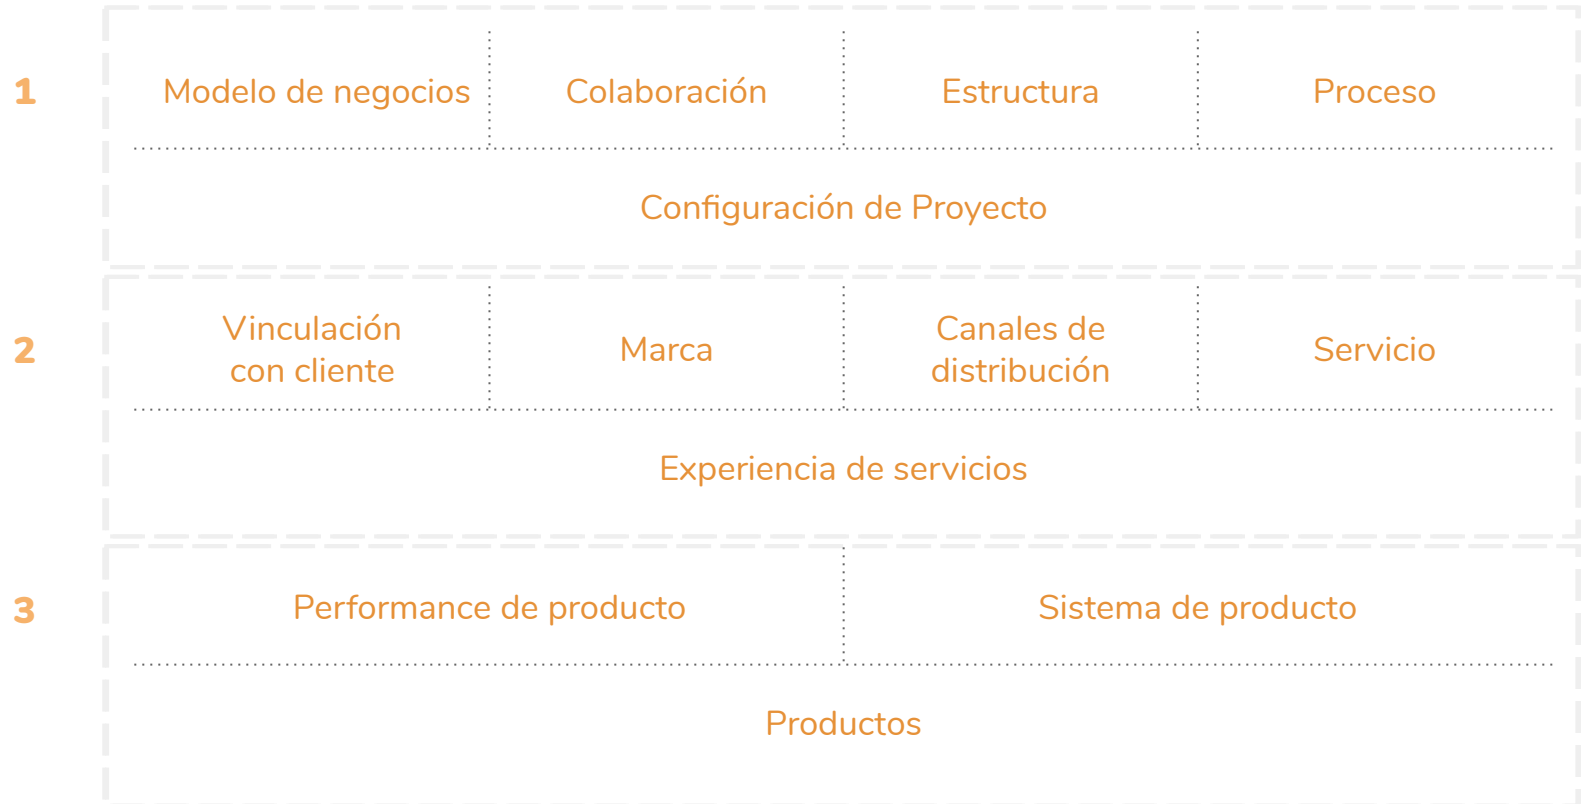 1
Modelo de negocios
Colaboración
Estructura
Proceso
Configuración de Proyecto
2
Vinculación
con cliente
Marca
Canales de
distribución
Servicio
Experiencia de servicios
3
Performance de producto
Sistema de producto
Productos